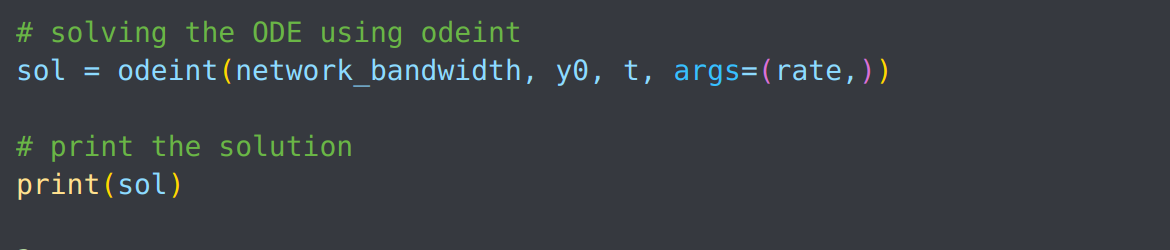 # solving the ODE using odeint
sol = odeint(network_bandwidth, y0, t, args=(rate,))
# print the solution
print(sol)